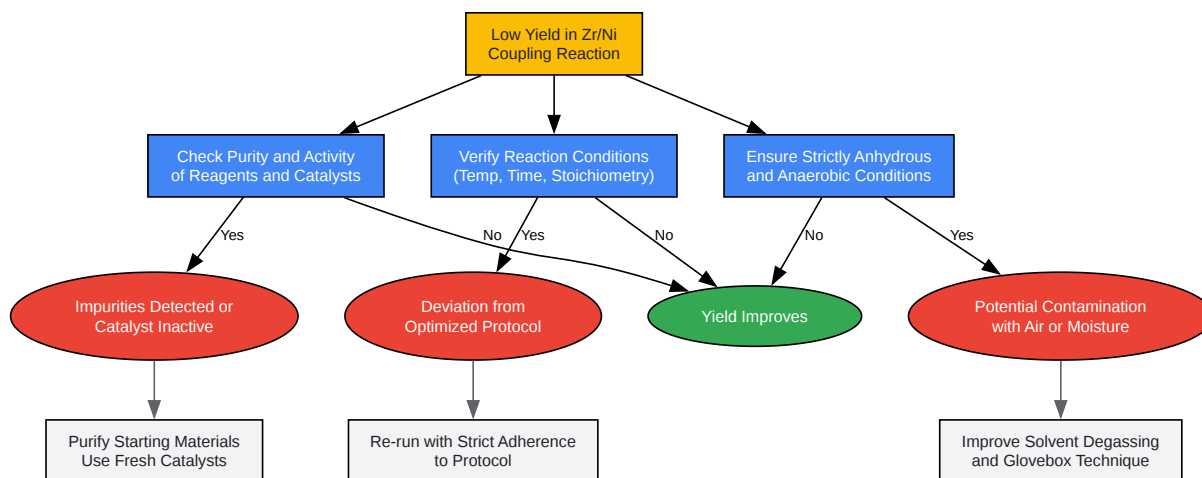 Low Yield in Zr/Ni
Coupling Reaction
Check Purity and Activity
of Reagents and Catalysts
Verify Reaction Conditions
(Temp, Time, Stoichiometry)
Ensure Strictly Anhydrous
and Anaerobic Conditions
Yes
No
Yes
No
No
Yes
Impurities Detected or
Catalyst Inactive
Deviation from
Optimized Protocol
Yield Improves
Potential Contamination
with Air or Moisture
Purify Starting Materials
Use Fresh Catalysts
Re-run with Strict Adherence
to Protocol
Improve Solvent Degassing
and Glovebox Technique